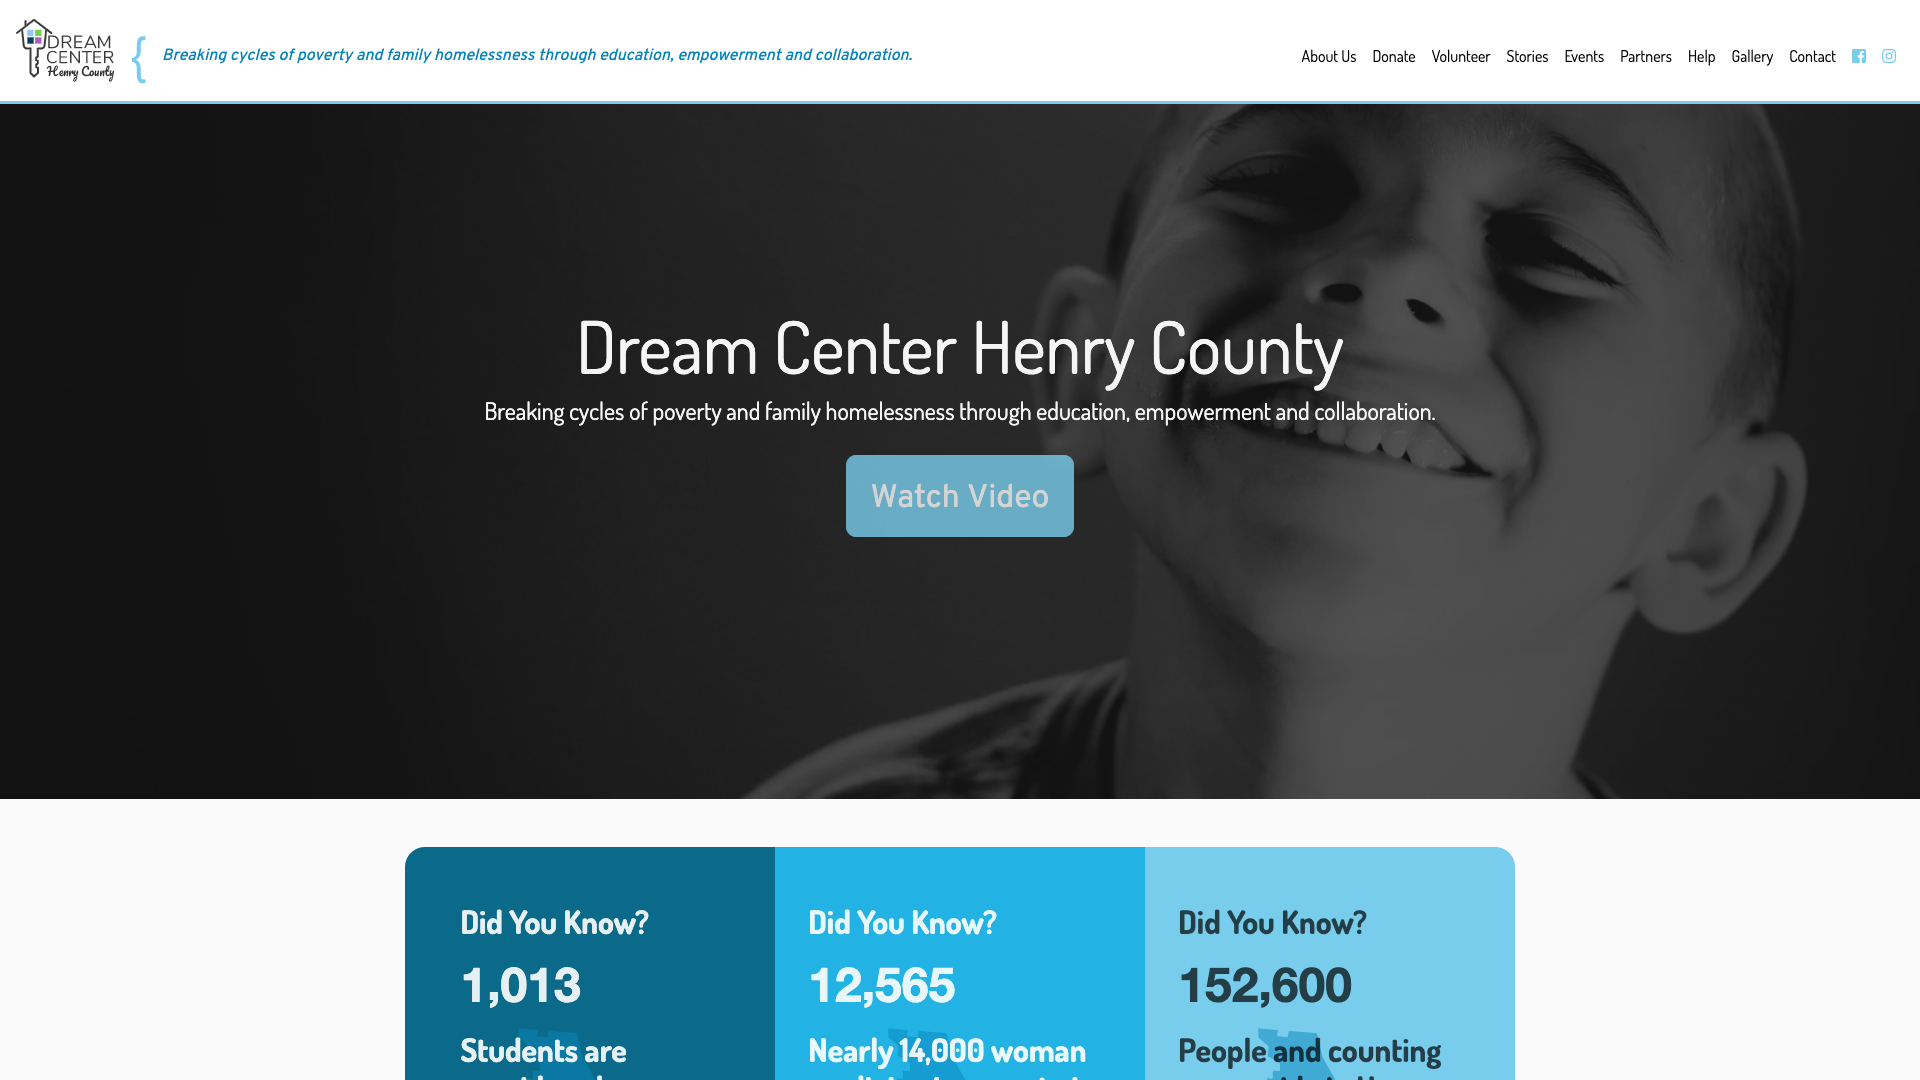 DREAM
CENTER
Henry County
{ Breaking cycles of poverty and family homelessness through education, empowerment and collaboration.
About Us Donate Volunteer Stories Events Partners Help Gallery Contact
Dream Center Henry County
Breaking cycles of poverty and family homelessness through education, empowerment and collaboration.
Watch Video
Did You Know?
1,013
Students are
Did You Know?
12,565
Nearly 14,000 woman
Did You Know?
152,600
People and counting